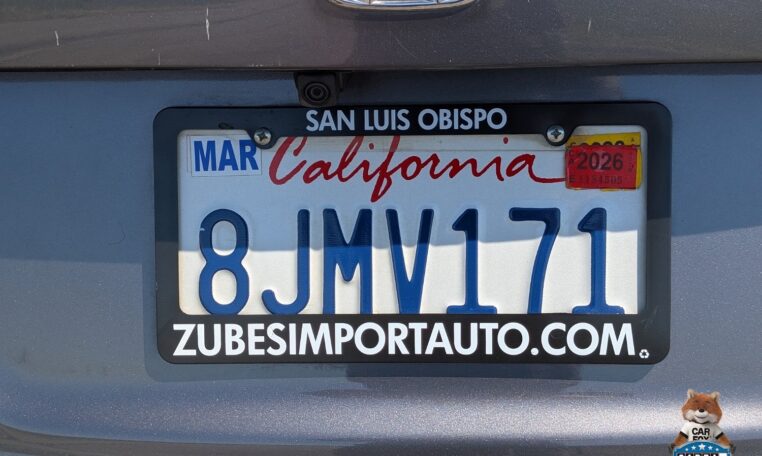 SAN LUIS OBISPO
MAR
California
2026
8JMV171
ZUBESIMPORTAUTO.COM
CAR
FOX